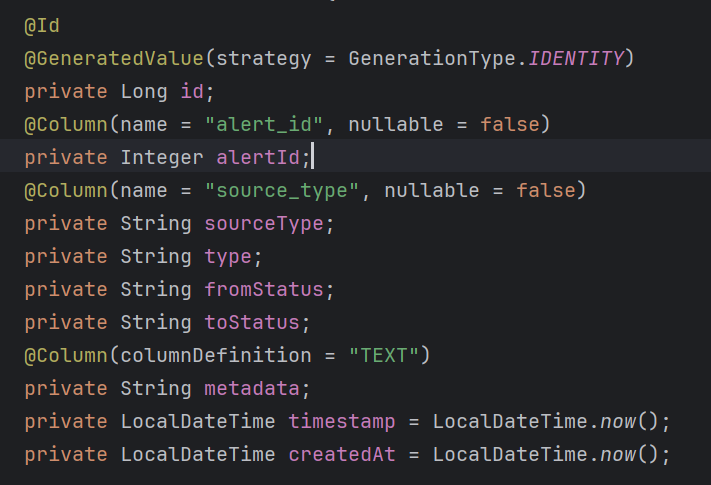 @Id
@GeneratedValue(strategy = GenerationType.IDENTITY)
private Long id;
@Column(name = "alert_id", nullable = false)
private Integer alertId;
@Column(name = "source_type", nullable = false)
private String sourceType;
private String type;
private String fromStatus;
private String toStatus;
@Column(columnDefinition = "TEXT")
private String metadata;
private LocalDateTime timestamp = LocalDateTime.now();
private LocalDateTime createdAt = LocalDateTime.now();